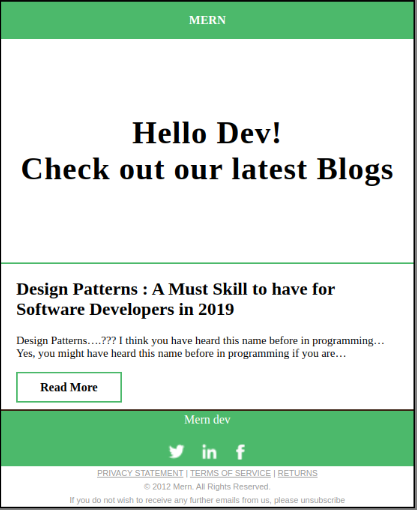 MERN
Hello Dev!
Check out our latest Blogs
Design Patterns : A Must Skill to have for
Software Developers in 2019
Design Patterns….??? I think you have heard this name before in programming…
Yes, you might have heard this name before in programming if you are…
Read More
Mern dev
PRIVACY STATEMENT | TERMS OF SERVICE | RETURNS
© 2012 Mern. All Rights Reserved.
If you do not wish to receive any further emails from us, please unsubscribe